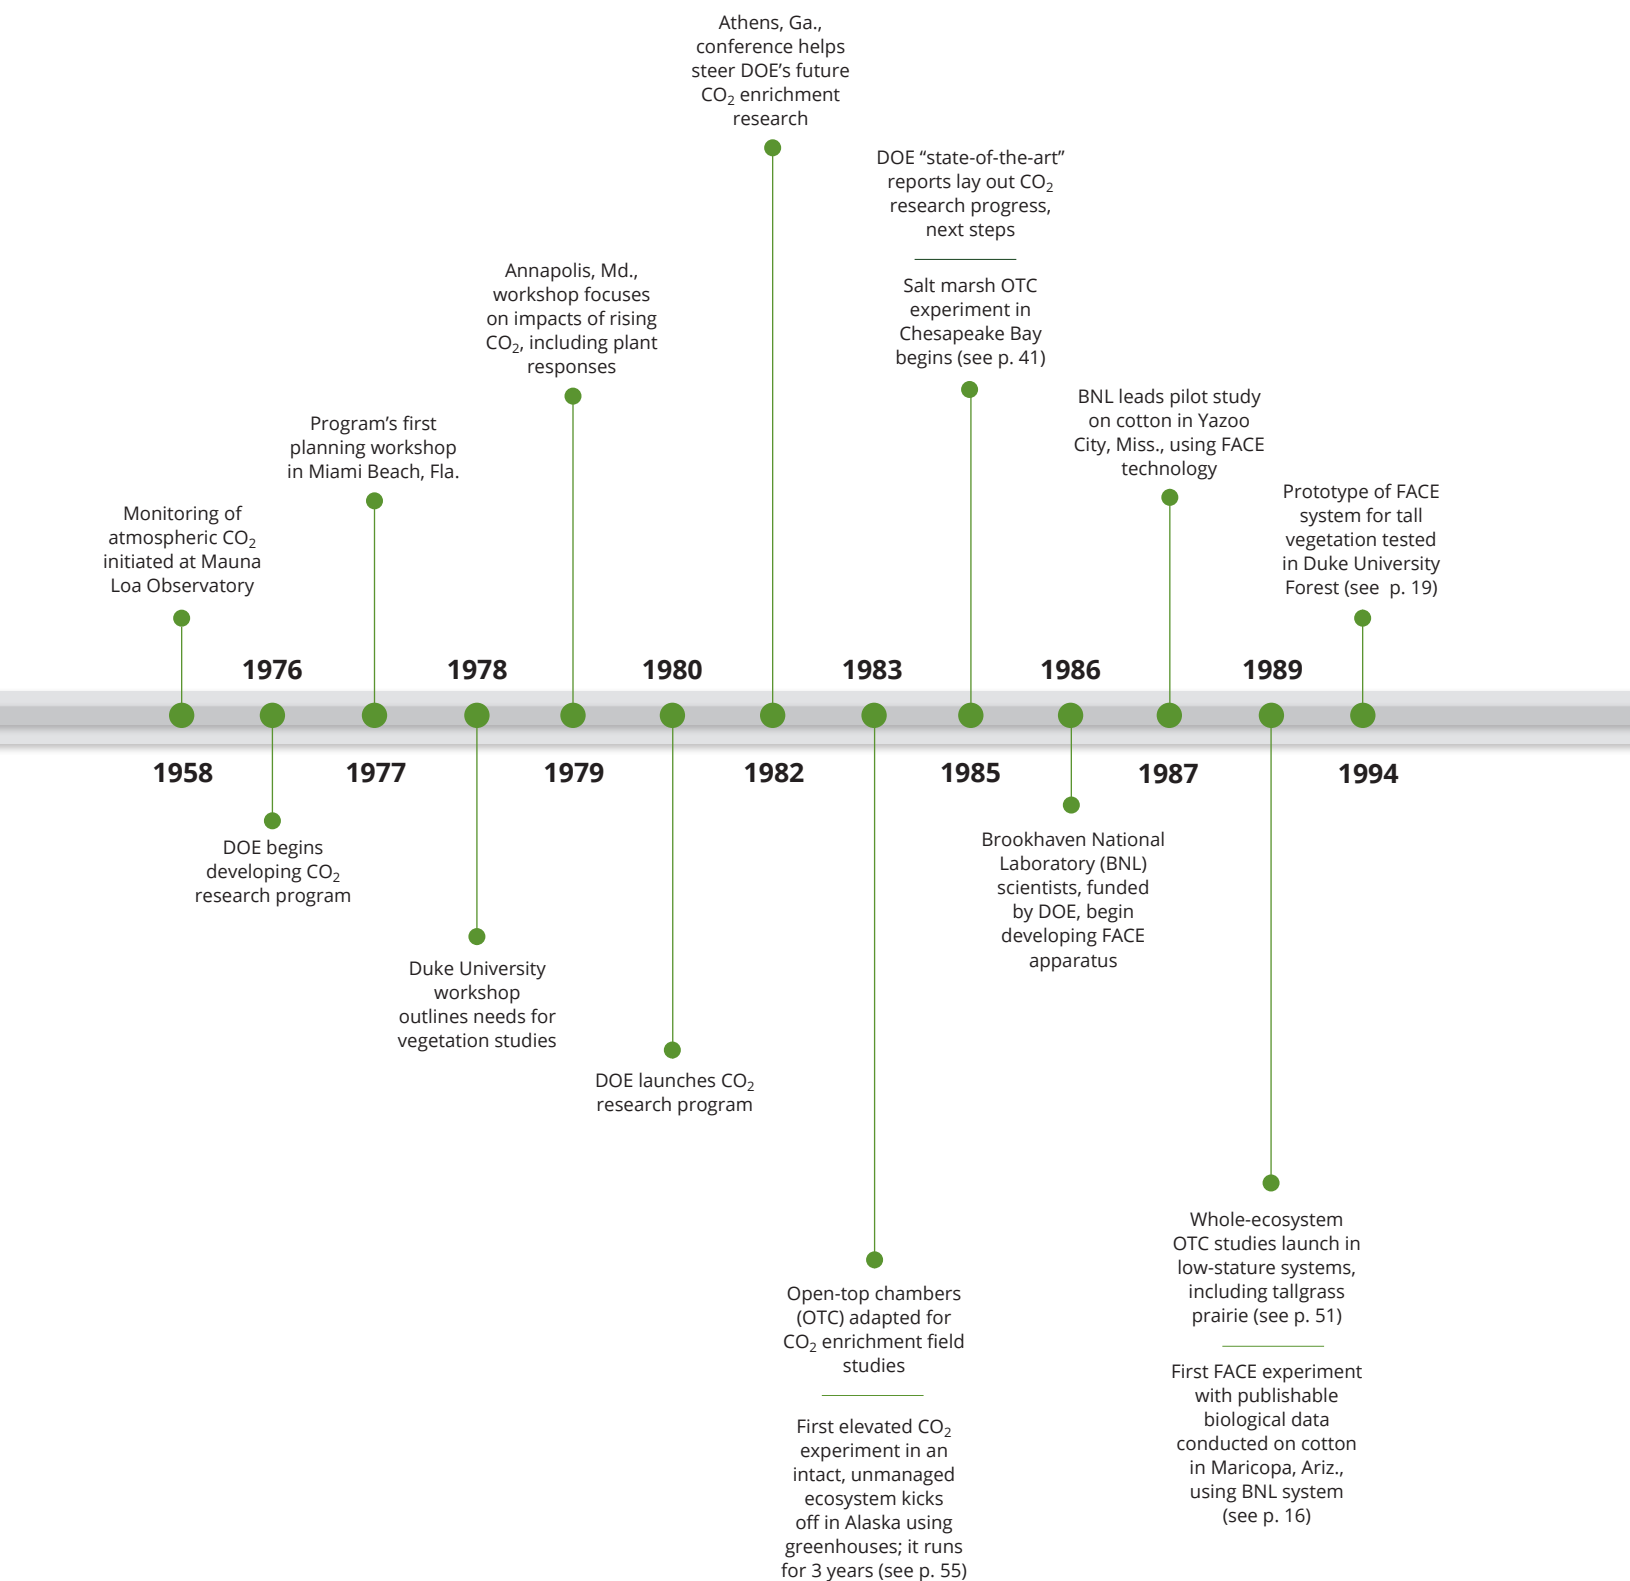 Athens, Ga.,
conference helps
steer DOE's future
CO₂ enrichment
research
DOE “state-of-the-art”
reports lay out CO₂
research progress,
next steps
Salt marsh OTC
experiment in
Chesapeake Bay
begins (see p. 41)
Annapolis, Md.,
workshop focuses
on impacts of rising
CO₂, including plant
responses
BNL leads pilot study
on cotton in Yazoo
City, Miss., using FACE
technology
Program’s first
planning workshop
in Miami Beach, Fla.
Prototype of FACE
system for tall
vegetation tested
in Duke University
Forest (see p. 19)
Monitoring of
atmospheric CO₂
initiated at Mauna
Loa Observatory
1976
1978
1980
1983
1986
1989
1958
1977
1979
1982
1985
1987
1994
DOE begins
developing CO₂
research program
Brookhaven National
Laboratory (BNL)
scientists, funded
by DOE, begin
developing FACE
apparatus
Duke University
workshop
outlines needs for
vegetation studies
DOE launches CO₂
research program
Whole-ecosystem
OTC studies launch in
low-stature systems,
including tallgrass
prairie (see p. 51)
First FACE experiment
with publishable
biological data
conducted on cotton
in Maricopa, Ariz.,
using BNL system
(see p. 16)
Open-top chambers
(OTC) adapted for
CO₂ enrichment field
studies
First elevated CO₂
experiment in an
intact, unmanaged
ecosystem kicks
off in Alaska using
greenhouses; it runs
for 3 years (see p. 55)